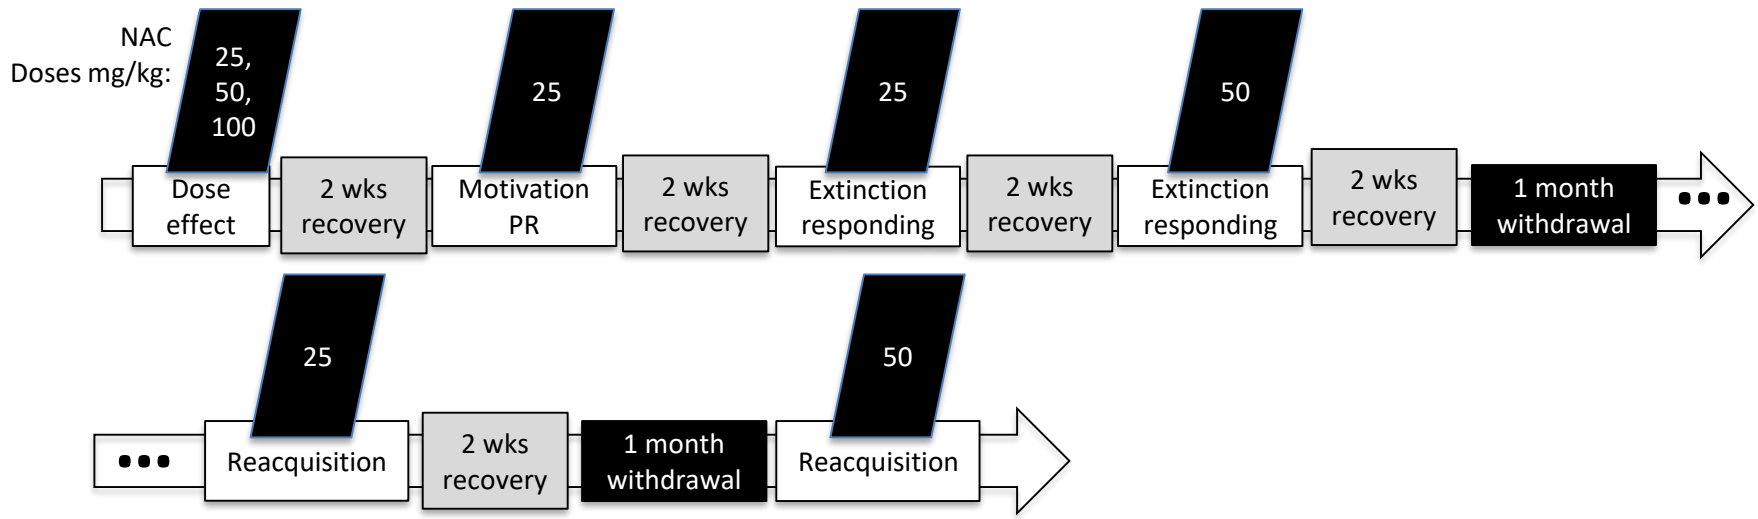 NAC
Doses mg/kg:
25,
50,
100
25
25
50
Dose
effect
2 wks
recovery
Motivation
PR
2 wks
recovery
Extinction
responding
2 wks
recovery
Extinction
responding
2 wks
recovery
1 month
withdrawal
...
25
50
...
Reacquisition
2 wks
recovery
1 month
withdrawal
Reacquisition